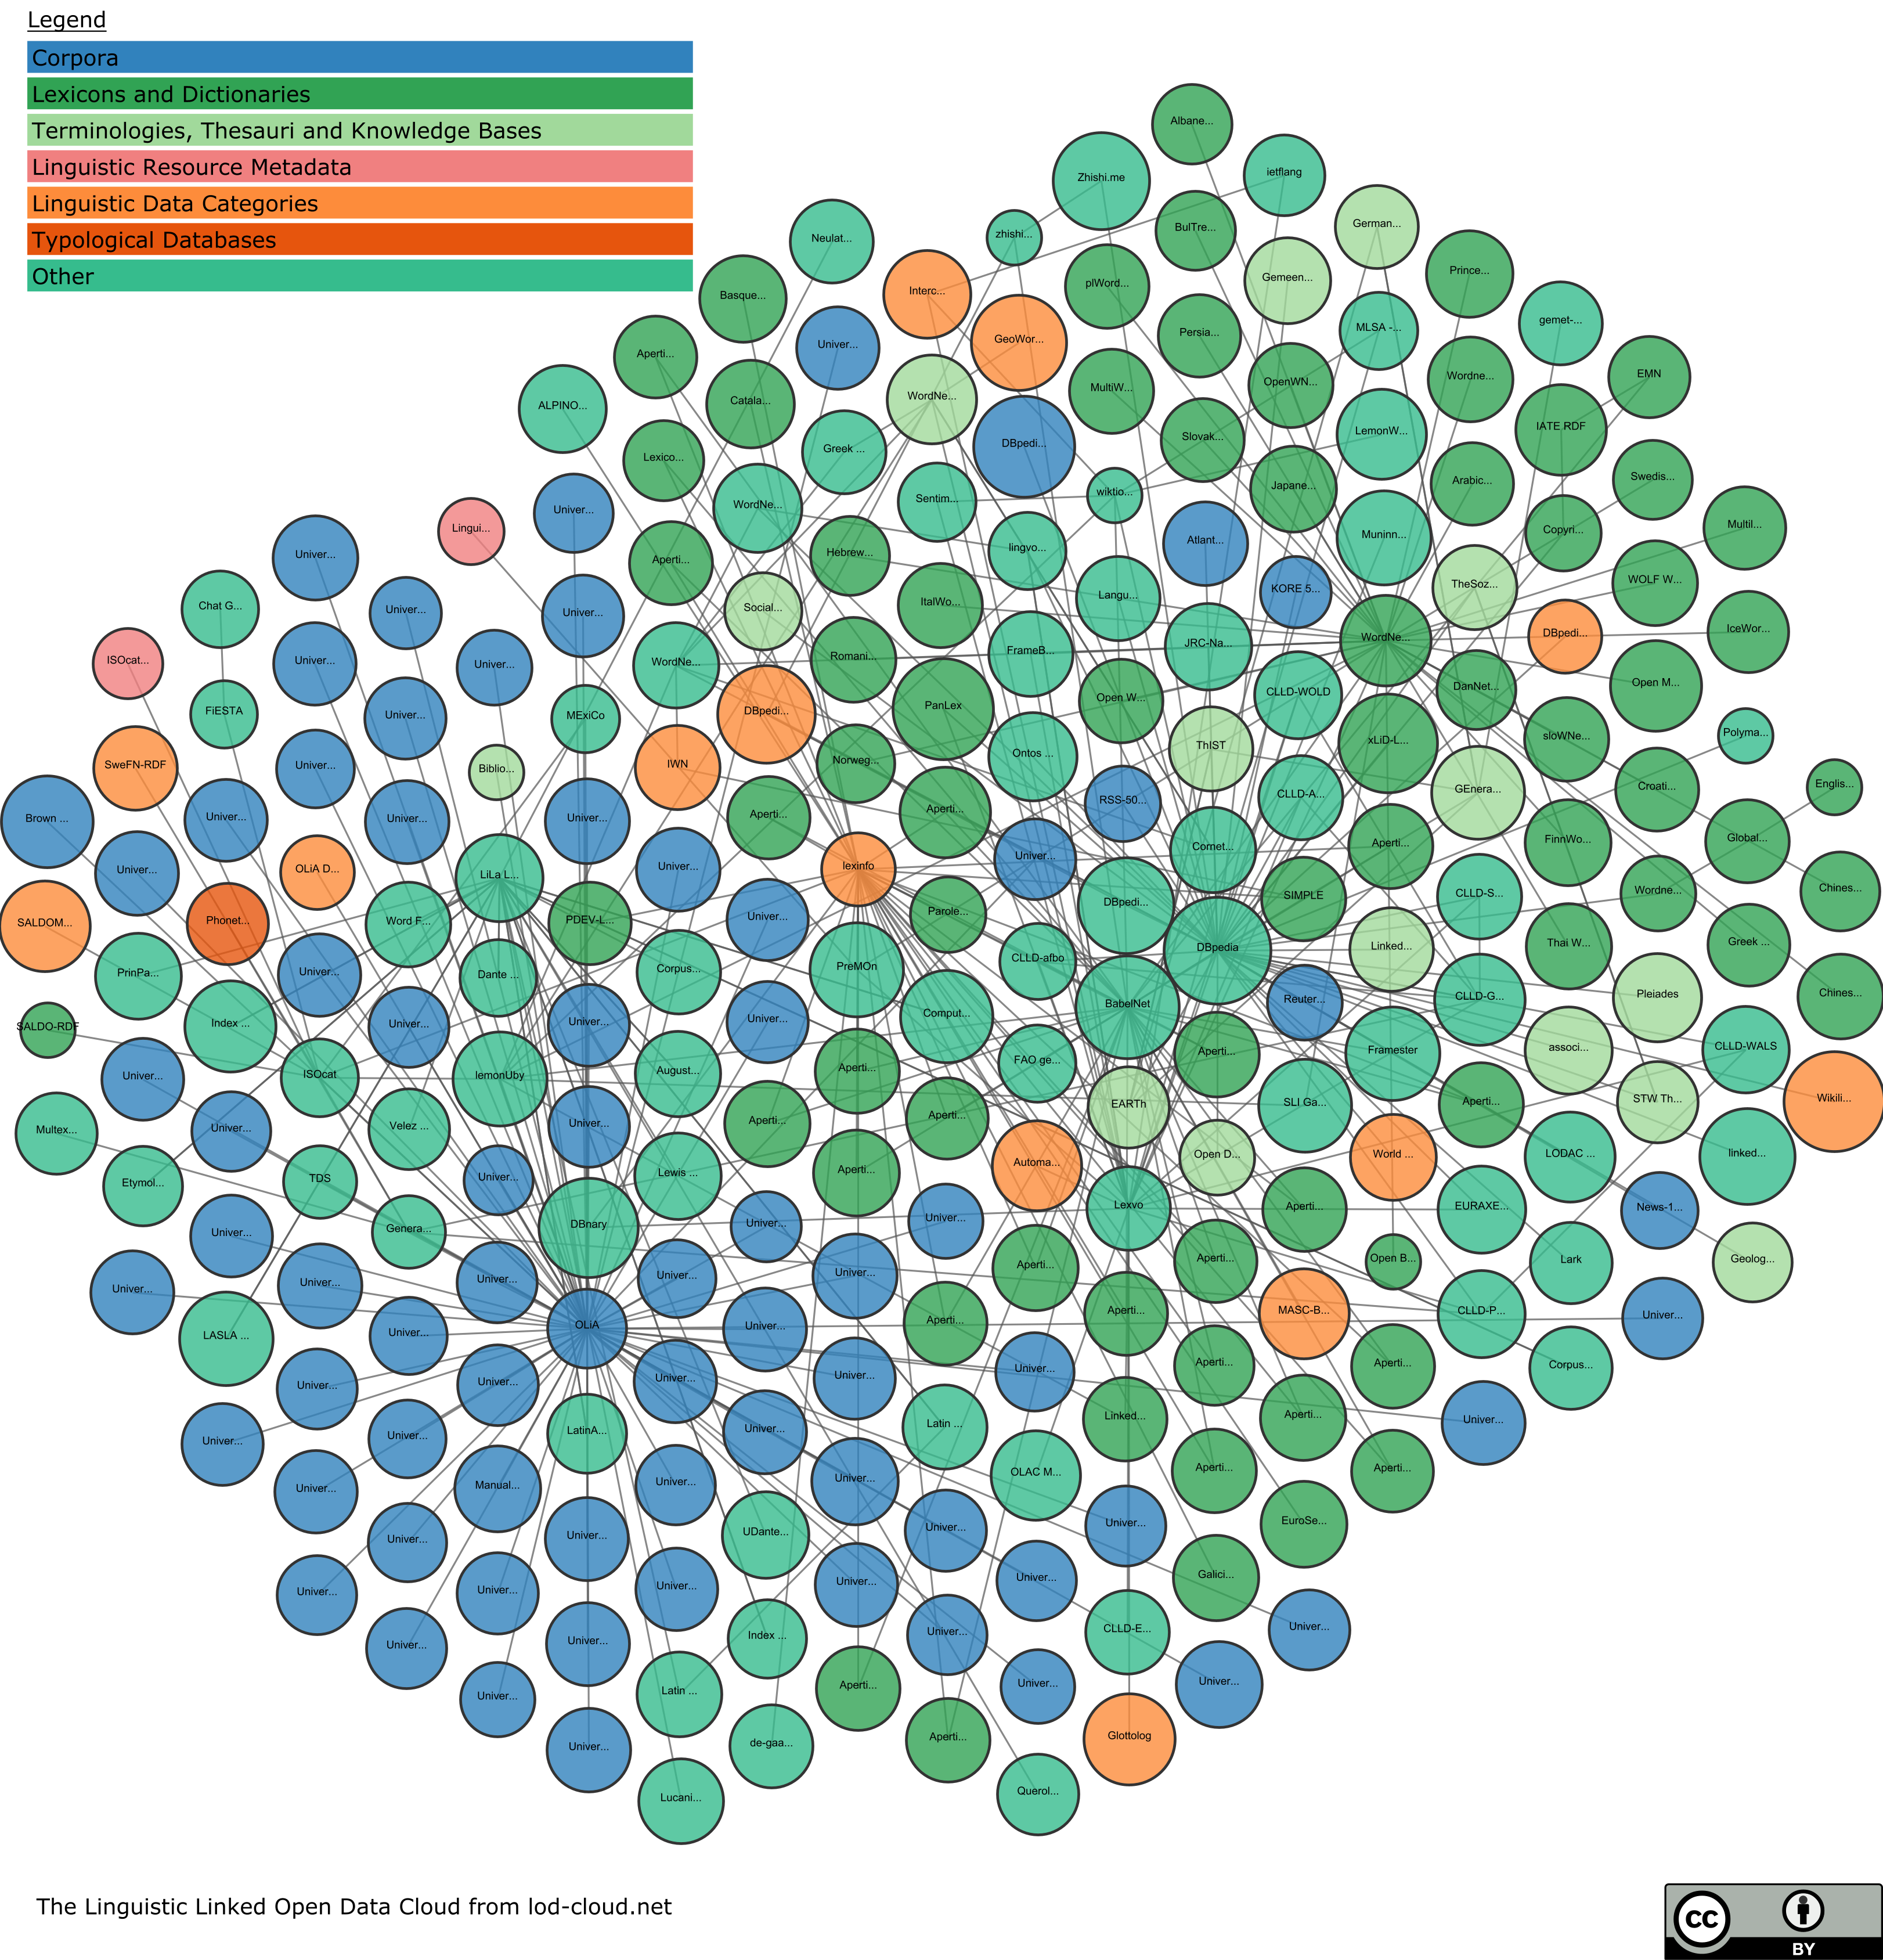 Legend
Corpora
Lexicons and Dictionaries
Terminologies, Thesauri and Knowledge Bases
Linguistic Resource Metadata
Linguistic Data Categories
Typological Databases
Other
Albane...
Zhishi.me
ietflang
German...
BulTre...
zhishi...
Neulat...
Prince...
Gemeen...
plWord...
Interc...
Basque...
gemet-...
MLSA -...
Persia...
GeoWor...
Univer...
Aperti...
EMN
Wordne...
OpenWN...
MultiW...
WordNe...
Catala...
ALPINO...
IATE RDF
LemonW...
Slovak...
DBpedi...
Greek ...
Lexico...
Swedis...
Arabic...
Japane...
wiktio...
Sentim...
WordNe...
Univer...
Lingui...
Multil...
Copyri...
Muninn...
Atlant...
lingvo...
Hebrew...
Aperti...
Univer...
WOLF W...
TheSoz...
KORE 5...
Langu...
ItalWo...
Social...
Univer...
Univer...
Chat G...
IceWor...
DBpedi...
WordNe...
JRC-Na...
FrameB...
Romani...
WordNe...
Univer...
Univer...
ISOcat...
Open M...
DanNet...
CLLD-WOLD
Open W...
PanLex
DBpedi...
MExiCo
Univer...
FiESTA
Polyma...
sloWNe...
xLiD-L...
ThIST
Ontos ...
Norweg...
IWN
Biblio...
Univer...
SweFN-RDF
Englis...
Croati...
GEnera...
CLLD-A...
RSS-50...
Aperti...
Aperti...
Univer...
Univer...
Univer...
Brown ...
Global...
FinnWo...
Aperti...
Comet...
Univer...
lexinfo
Univer...
LiLa L...
OLiA D...
Univer...
Chines...
Wordne...
CLLD-S...
SIMPLE
DBpedi...
Parole...
Univer...
PDEV-L...
Word F...
Phonet...
SALDOM...
Greek ...
Thai W...
Linked...
DBpedia
CLLD-afbo
PreMOn
Corpus...
Dante ...
Univer...
PrinPa...
Chines...
Pleiades
CLLD-G...
Reuter...
BabelNet
Comput...
Univer...
Univer...
Univer...
Index ...
SALDO-RDF
CLLD-WALS
associ...
Framester
Aperti...
FAO ge...
Aperti...
August...
lemonUby
ISOcat
Univer...
Wikili...
STW Th...
Aperti...
SLI Ga...
EARTh
Aperti...
Aperti...
Univer...
Velez ...
Univer...
Multex...
linked...
LODAC ...
World ...
Open D...
Automa...
Aperti...
Lewis ...
Univer...
TDS
Etymol...
News-1...
EURAXE...
Aperti...
Lexvo
Univer...
Univer...
DBnary
Genera...
Univer...
Geolog...
Lark
Open B...
Aperti...
Aperti...
Univer...
Univer...
Univer...
Univer...
Univer...
Univer...
CLLD-P...
MASC-B...
Aperti...
Aperti...
Univer...
OLiA
Univer...
LASLA ...
Corpus...
Aperti...
Aperti...
Univer...
Univer...
Univer...
Univer...
Univer...
Univer...
Aperti...
Linked...
Latin ...
Univer...
LatinA...
Univer...
Univer...
Aperti...
Aperti...
OLAC M...
Univer...
Univer...
Manual...
Univer...
EuroSe...
Univer...
Univer...
UDante...
Univer...
Univer...
Galici...
Univer...
Univer...
Univer...
Univer...
Univer...
Univer...
CLLD-E...
Univer...
Index ...
Univer...
Univer...
Univer...
Univer...
Aperti...
Latin ...
Univer...
Glottolog
Aperti...
de-gaa...
Univer...
Querol...
Lucani...
The Linguistic Linked Open Data Cloud from lod-cloud.net
cc
BY